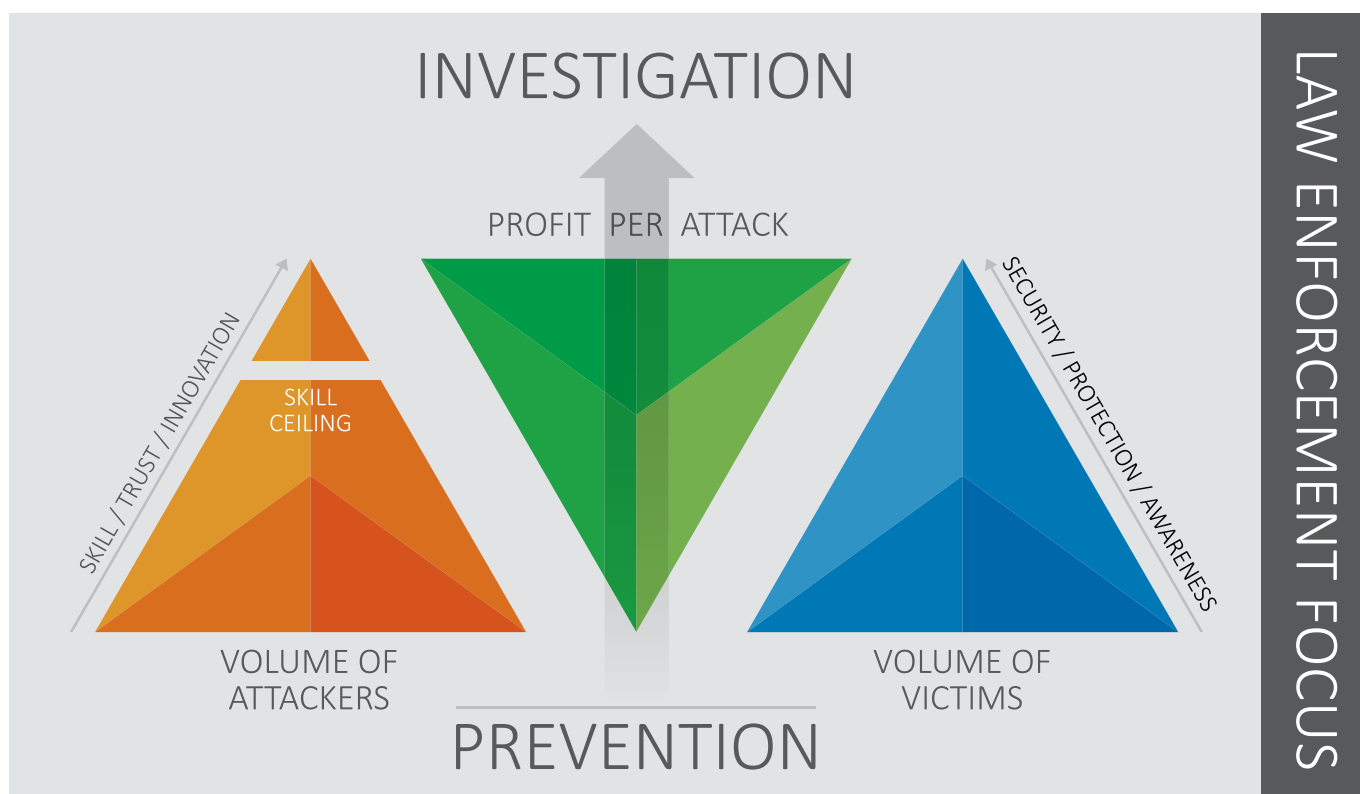 INVESTIGATION
PROFIT PER ATTACK
SKILL / TRUST / INNOVATION
SKILL
CEILING
SECURITY / PROTECTION / AWARENESS
VOLUME OF
ATTACKERS
VOLUME OF
VICTIMS
PREVENTION
LAW ENFORCEMENT FOCUS